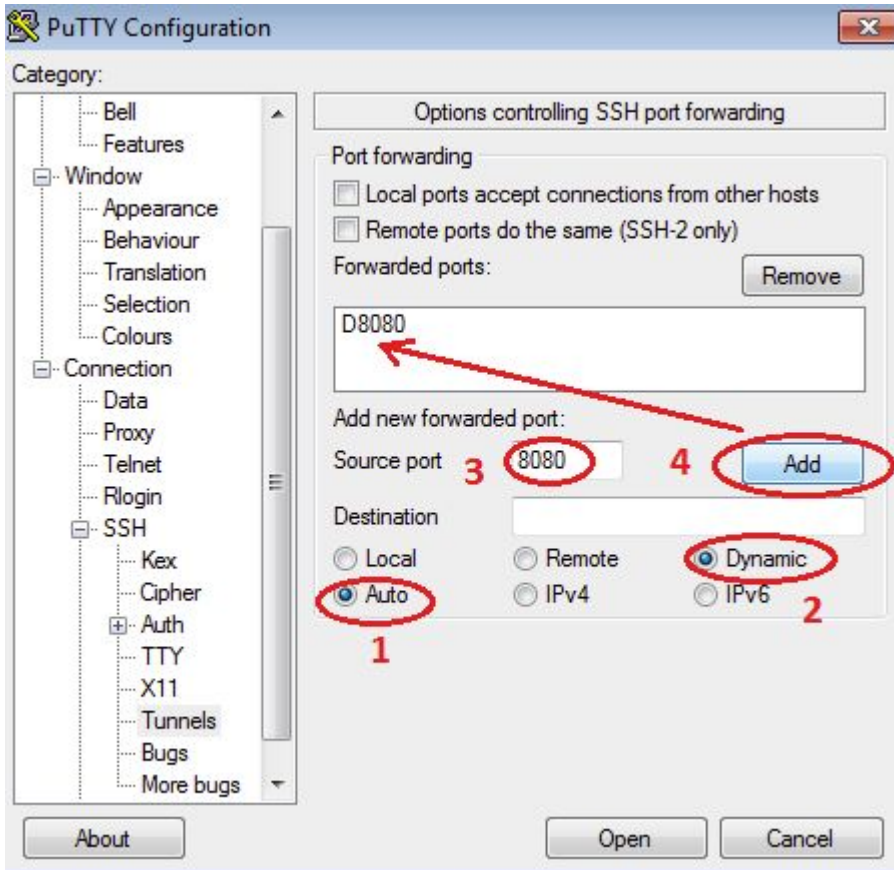 PuTTY Configuration
Category:
Bell
Features
Window
Appearance
Behaviour
Translation
Selection
Colours
Connection
Data
Proxy
Telnet
Rlogin
SSH
Kex
Cipher
Auth
TTY
X11
Tunnels
Bugs
More bugs
Options controlling SSH port forwarding
Port forwarding
Local ports accept connections from other hosts
Remote ports do the same (SSH-2 only)
Forwarded ports:
Remove
D8080
Add new forwarded port:
Source port 3 8080 4 Add
Destination
Local Remote Dynamic
Auto IPv4 IPv6
1 2
About Open Cancel